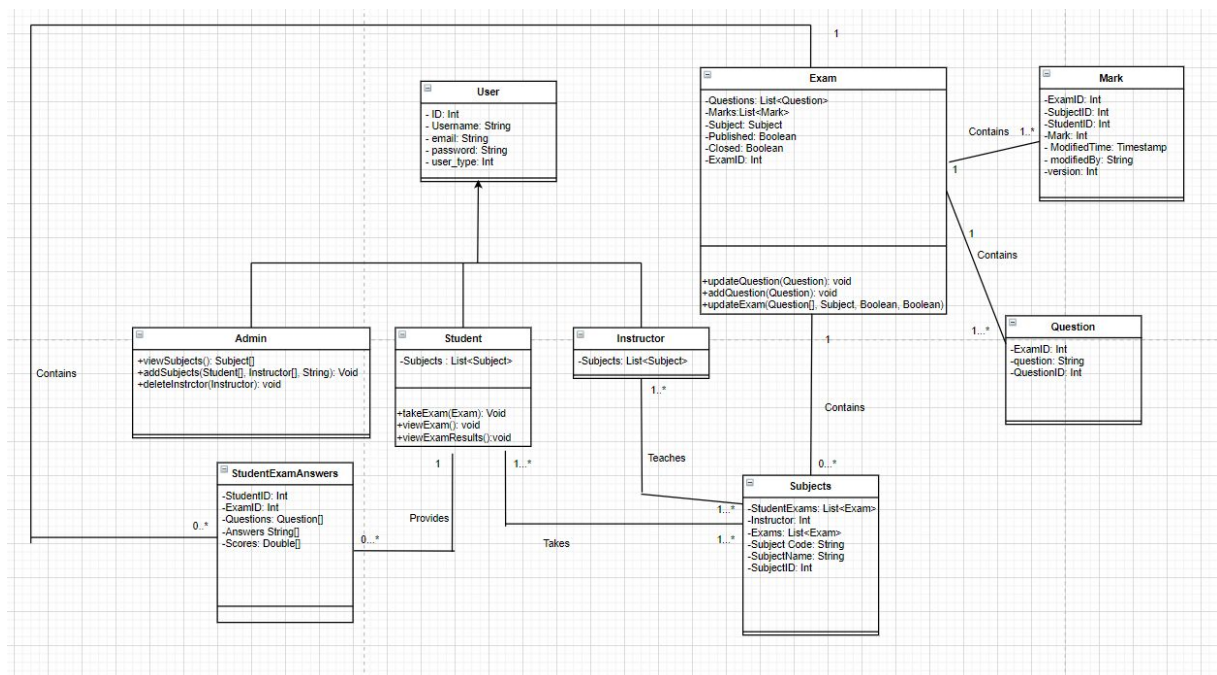 1
User
- ID: Int
- Username: String
- email: String
- password: String
- user_type: Int
Exam
-Questions: List<Question>
-Marks:List<Mark>
-Subject: Subject
-Published: Boolean
-Closed: Boolean
-ExamID: Int
+updateQuestion(Question): void
+addQuestion(Question): void
+updateExam(Question[], Subject, Boolean, Boolean)
Mark
-ExamID: Int
-SubjectID: Int
-StudentID: Int
-Mark: Int
- ModifiedTime: Timestamp
- modifiedBy: String
-version: Int
Contains
1..*
1
1
Contains
1...*
Question
-ExamID: Int
-question: String
-QuestionID: Int
Admin
+viewSubjects(): Subject[]
+addSubjects(Student[], Instructor[], String): Void
+deleteInstrctor(Instructor): void
Student
-Subjects : List<Subject>
+takeExam(Exam): Void
+viewExam(): void
+viewExamResults():void
Instructor
-Subjects: List<Subject>
1
Contains
1..*
Contains
Teaches
0...*
1
1...*
StudentExamAnswers
-StudentID: Int
-ExamID: Int
-Questions: Question[]
-Answers String[]
-Scores: Double[]
0..*
Provides
0...*
Takes
1...*
1...*
Subjects
-StudentExams: List<Exam>
-Instructor: Int
-Exams: List<Exam>
-Subject Code: String
-SubjectName: String
-SubjectID: Int